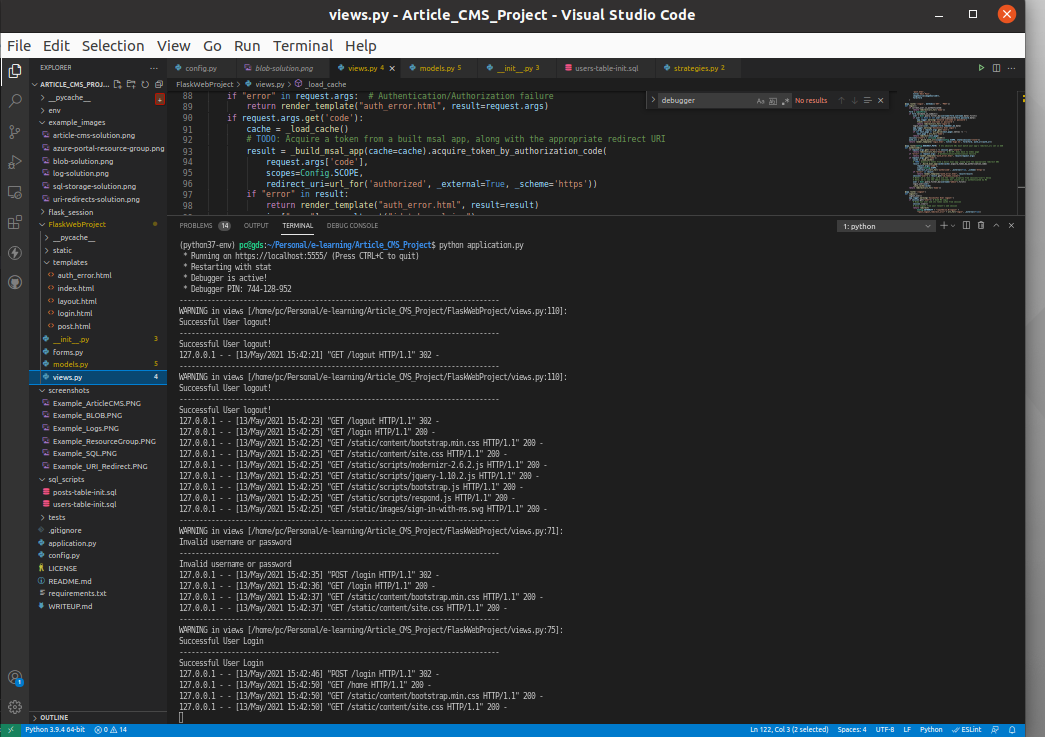 views.py - Article_CMS_Project - Visual Studio Code
File Edit Selection View Go Run Terminal Help
EXPLORER ...
ARTICLE_CMS_PROJ...
__pycache__
env
example_images
article-cms-solution.png
azure-portal-resource-group.png
blob-solution.png
log-solution.png
sql-storage-solution.png
uri-redirects-solution.png
flask_session
FlaskWebProject
__pycache__
static
templates
auth_error.html
index.html
layout.html
login.html
post.html
__init__.py 3
forms.py
models.py 5
views.py 4
screenshots
Example_ArticleCMS.PNG
Example_BLOB.PNG
Example_Logs.PNG
Example_ResourceGroup.PNG
Example_SQL.PNG
Example_URI_Redirect.PNG
sql_scripts
posts-table-init.sql
users-table-init.sql
tests
.gitignore
application.py
config.py
LICENSE
README.md
requirements.txt
WRITEUP.md
OUTLINE
config.py blob-solution.png views.py 4 models.py 5 __init__.py 3 users-table-init.sql strategies.py 2
FlaskWebProject > views.py > _load_cache
debugger Aa No results
88 if "error" in request.args: # Authentication/Authorization failure
89 return render_template("auth_error.html", result=request.args)
90 if request.args.get('code'):
91 cache = _load_cache()
92 # TODO: Acquire a token from a built msal app, along with the appropriate redirect URI
93 result = _build_msal_app(cache=cache).acquire_token_by_authorization_code(
94 request.args['code'],
95 scopes=Config.SCOPE,
96 redirect_uri=url_for('authorized', _external=True, _scheme='https'))
97 if "error" in result:
98 return render_template("auth_error.html", result=result)
PROBLEMS 14 OUTPUT TERMINAL DEBUG CONSOLE 1: python
(python37-env) pc@gds:~/Personal/e-learning/Article_CMS_Project$ python application.py
* Running on https://localhost:5555/ (Press CTRL+C to quit)
* Restarting with stat
* Debugger is active!
* Debugger PIN: 744-128-952
--------------------------------------------------------------------------------
WARNING in views [/home/pc/Personal/e-learning/Article_CMS_Project/FlaskWebProject/views.py:110]:
Successful User logout!
--------------------------------------------------------------------------------
Successful User logout!
127.0.0.1 - - [13/May/2021 15:42:21] "GET /logout HTTP/1.1" 302 -
--------------------------------------------------------------------------------
WARNING in views [/home/pc/Personal/e-learning/Article_CMS_Project/FlaskWebProject/views.py:110]:
Successful User logout!
--------------------------------------------------------------------------------
Successful User logout!
127.0.0.1 - - [13/May/2021 15:42:23] "GET /logout HTTP/1.1" 302 -
127.0.0.1 - - [13/May/2021 15:42:25] "GET /login HTTP/1.1" 200 -
127.0.0.1 - - [13/May/2021 15:42:25] "GET /static/content/bootstrap.min.css HTTP/1.1" 200 -
127.0.0.1 - - [13/May/2021 15:42:25] "GET /static/content/site.css HTTP/1.1" 200 -
127.0.0.1 - - [13/May/2021 15:42:25] "GET /static/scripts/modernizr-2.6.2.js HTTP/1.1" 200 -
127.0.0.1 - - [13/May/2021 15:42:25] "GET /static/scripts/jquery-1.10.2.js HTTP/1.1" 200 -
127.0.0.1 - - [13/May/2021 15:42:25] "GET /static/scripts/bootstrap.js HTTP/1.1" 200 -
127.0.0.1 - - [13/May/2021 15:42:25] "GET /static/scripts/respond.js HTTP/1.1" 200 -
127.0.0.1 - - [13/May/2021 15:42:25] "GET /static/images/sign-in-with-ms.svg HTTP/1.1" 200 -
--------------------------------------------------------------------------------
WARNING in views [/home/pc/Personal/e-learning/Article_CMS_Project/FlaskWebProject/views.py:71]:
Invalid username or password
--------------------------------------------------------------------------------
Invalid username or password
127.0.0.1 - - [13/May/2021 15:42:35] "POST /login HTTP/1.1" 302 -
127.0.0.1 - - [13/May/2021 15:42:36] "GET /login HTTP/1.1" 200 -
127.0.0.1 - - [13/May/2021 15:42:37] "GET /static/content/bootstrap.min.css HTTP/1.1" 200 -
127.0.0.1 - - [13/May/2021 15:42:37] "GET /static/content/site.css HTTP/1.1" 200 -
--------------------------------------------------------------------------------
WARNING in views [/home/pc/Personal/e-learning/Article_CMS_Project/FlaskWebProject/views.py:75]:
Successful User Login
--------------------------------------------------------------------------------
Successful User Login
127.0.0.1 - - [13/May/2021 15:42:46] "POST /login HTTP/1.1" 302 -
127.0.0.1 - - [13/May/2021 15:42:50] "GET /home HTTP/1.1" 200 -
127.0.0.1 - - [13/May/2021 15:42:50] "GET /static/content/bootstrap.min.css HTTP/1.1" 200 -
127.0.0.1 - - [13/May/2021 15:42:50] "GET /static/content/site.css HTTP/1.1" 200 -
Python 3.9.4 64-bit 0 14 Ln 122, Col 3 (2 selected) Spaces: 4 UTF-8 LF Python ESLint